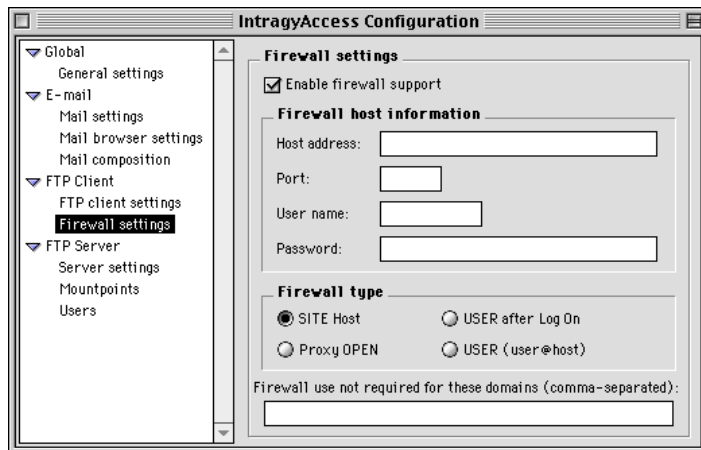 IntragyAccess Configuration
Global
General settings
E-mail
Mail settings
Mail browser settings
Mail composition
FTP Client
FTP client settings
Firewall settings
FTP Server
Server settings
Mountpoints
Users
Firewall settings
Enable firewall support
Firewall host information
Host address:
Port:
User name:
Password:
Firewall type
SITE Host
USER after Log On
Proxy OPEN
USER (user@host)
Firewall use not required for these domains (comma-separated):